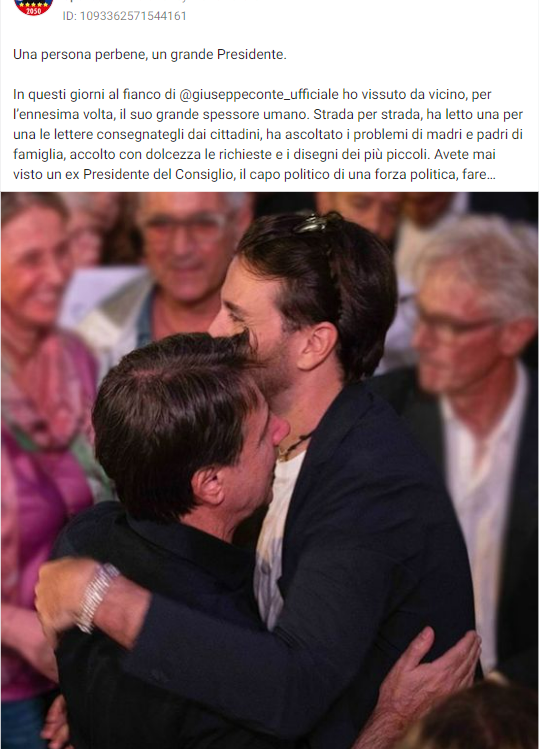 2050
ID: 1093362571544161
Una persona perbene, un grande Presidente.
In questi giorni al fianco di @giuseppeconte_ufficiale ho vissuto da vicino, per
l'ennesima volta, il suo grande spessore umano. Strada per strada, ha letto una per
una le lettere consegnategli dai cittadini, ha ascoltato i problemi di madri e padri di
famiglia, accolto con dolcezza le richieste e i disegni dei più piccoli. Avete mai
visto un ex Presidente del Consiglio, il capo politico di una forza politica, fare...